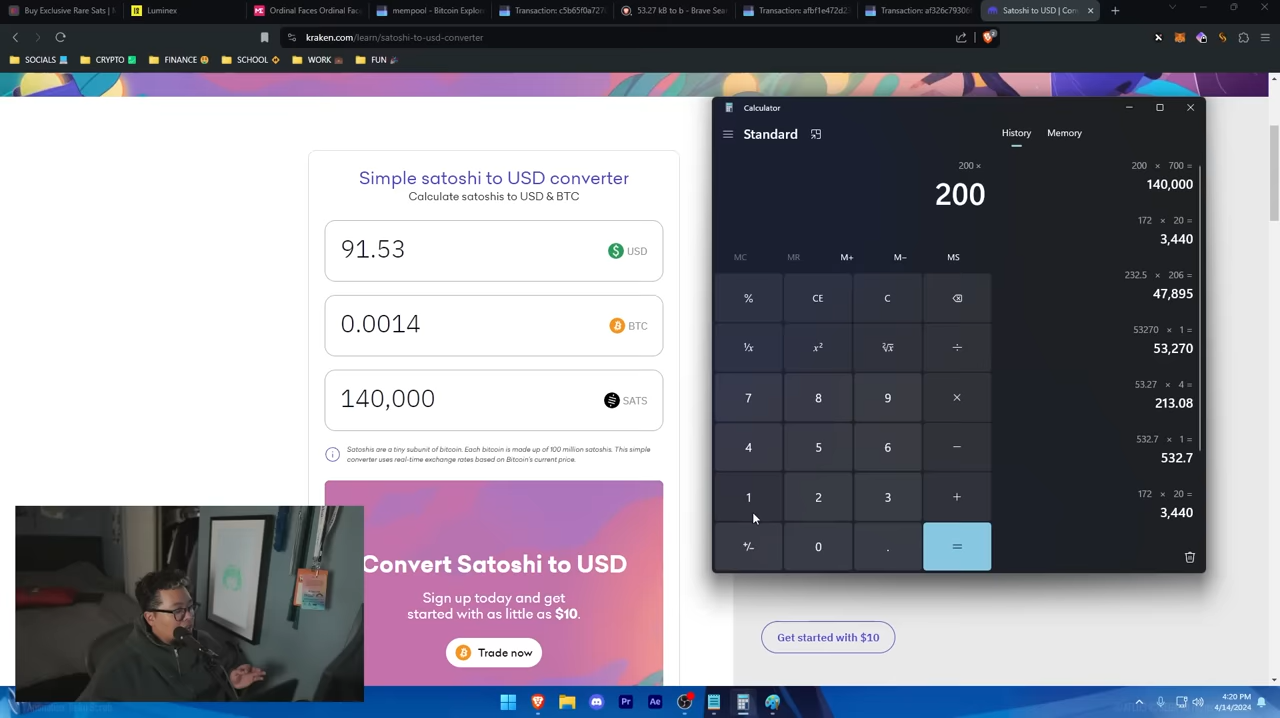 Buy Exclusive Rare Sats |
Luminex
Ordinal Faces Ordinal Fac
mempool - Bitcoin Explor
53.27 kB to b - Brave Sear
Satoshi to USD | Con
kraken.com/learn/satoshi-to-usd-converter
2
SOCIALS
CRYPTO
FINANCE
SCHOOL
WORK
FUN
Simple satoshi to USD converter
Calculate satoshis to USD & BTC
91.53
USD
0.0014
BTC
140,000
SATS
Satoshis are a tiny subunit of bitcoin. Each bitcoin is made up of 100 million satoshis. This simple
converter uses real-time exchange rates based on Bitcoin's current price.
Convert Satoshi to USD
Sign up today and get
started with as little as $10.
Trade now
Get started with $10
Calculator
Standard
200 ×
200
MC MR M+ M− MS
% CE C
⅟x x² ²√x ÷
7 8 9 ×
4 5 6 −
1 2 3 +
+/− 0 . =
History Memory
200 × 700 =
140,000
172 × 20 =
3,440
232.5 × 206 =
47,895
53270 × 1 =
53,270
53.27 × 4 =
213.08
532.7 × 1 =
532.7
172 × 20 =
3,440
Pr
Ae
4:20 PM
4/14/2024